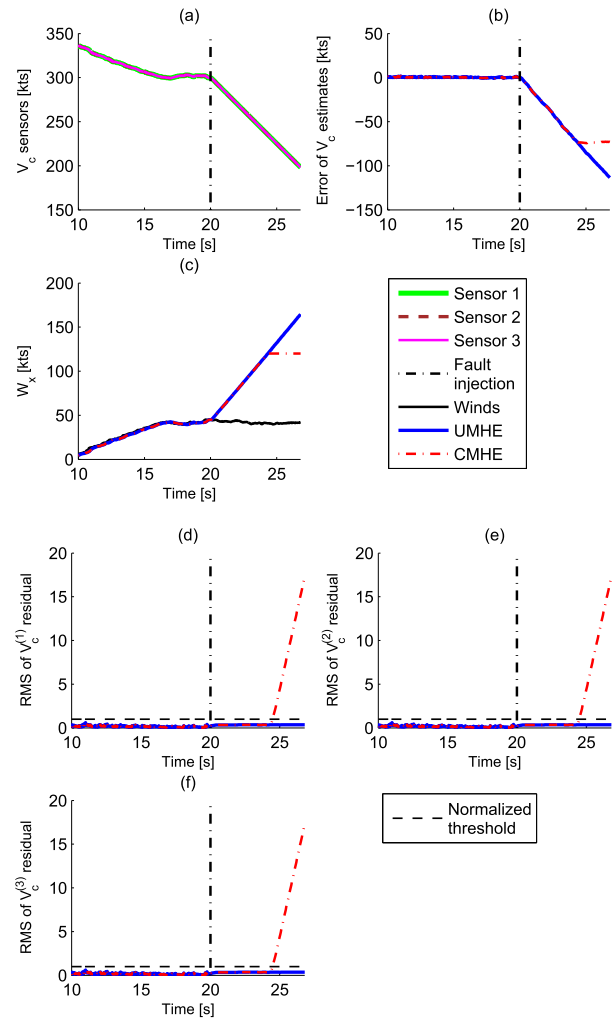 (a)
V_c sensors [kts]
350
300
250
200
150
10
15
20
25
Time [s]
(b)
Error of V_c estimates [kts]
50
0
−50
−100
−150
10
15
20
25
Time [s]
(c)
W_x [kts]
200
150
100
50
0
10
15
20
25
Time [s]
Sensor 1
Sensor 2
Sensor 3
Fault
injection
Winds
UMHE
CMHE
(d)
RMS of V_c^(1) residual
20
15
10
5
0
10
15
20
25
Time [s]
(e)
RMS of V_c^(2) residual
20
15
10
5
0
10
15
20
25
Time [s]
(f)
RMS of V_c^(3) residual
20
15
10
5
0
10
15
20
25
Time [s]
Normalized
threshold